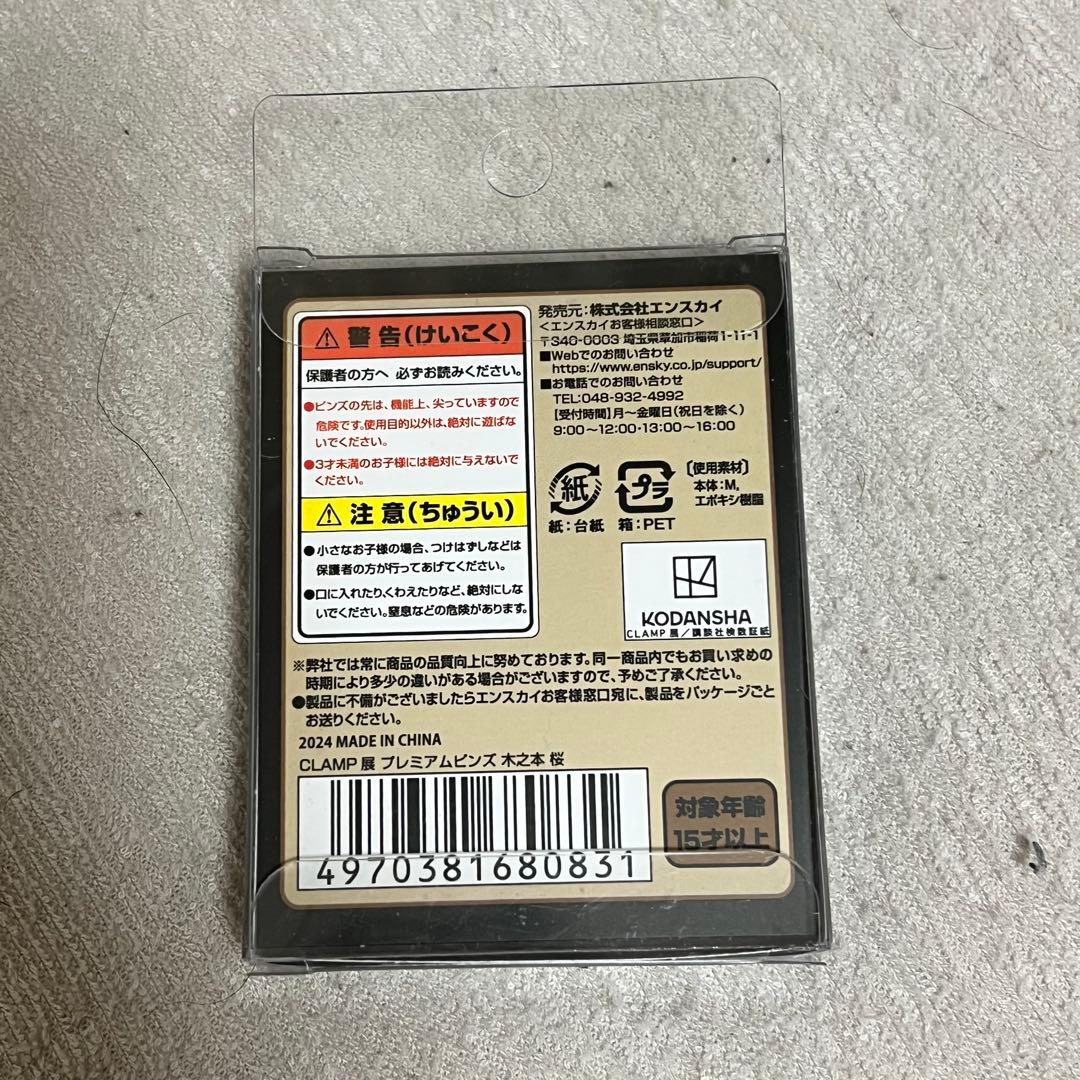 警告(けいこく)
保護者の方へ 必ずお読みください。
●ピンズの先は、機能上、尖っていますので
危険です。使用目的以外は、絶対に遊ばな
いでください。
●3才未満のお子様には絶対に与えないで
ください。
注意(ちゅうい)
●小さなお子様の場合、つけはずしなどは
保護者の方が行ってあげてください。
●口に入れたり、くわえたりなど、絶対にしな
いでください。窒息などの危険があります。
発売元:株式会社エンスカイ
<エンスカイお客様相談窓口>
〒340-0003 埼玉県草加市稲荷1-11-1
■Webでのお問い合わせ
https://www.ensky.co.jp/support/
■お電話でのお問い合わせ
TEL:048-932-4992
【受付時間】月〜金曜日(祝日を除く)
9:00〜12:00・13:00〜16:00
紙
紙:台紙
プラ
箱:PET
〔使用素材〕
本体:M,
エポキシ樹脂
KODANSHA
CLAMP展/講談社検数証紙
※弊社では常に商品の品質向上に努めております。同一商品内でもお買い求めの
時期により多少の違いがある場合がございますので、予めご了承ください。
●製品に不備がございましたらエンスカイお客様窓口宛に、製品をパッケージごと
お送りください。
2024 MADE IN CHINA
CLAMP展 プレミアムピンズ 木之本 桜
4970381680831
対象年齢
15才以上